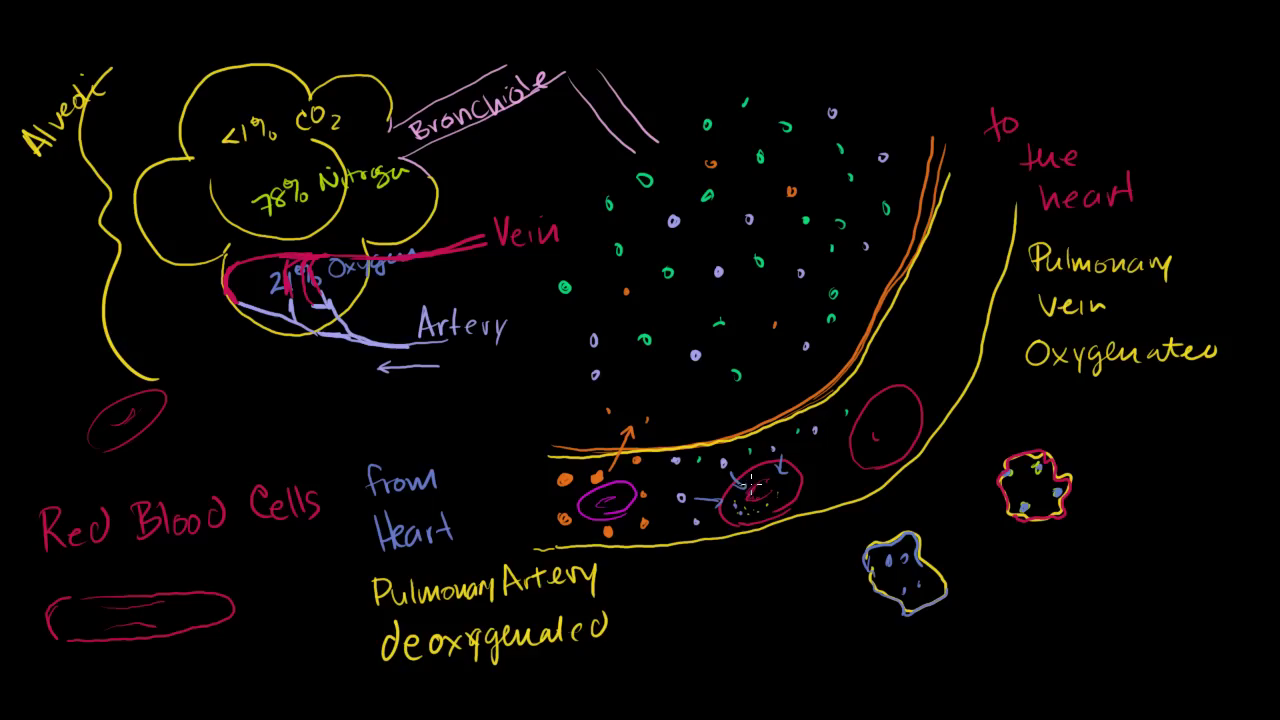 Alveoli
<1% CO2
78% Nitrogen
21% Oxygen
Bronchiole
Vein
Artery
to
the
heart
Pulmonary
Vein
Oxygenated
Red Blood Cells
from
Heart
Pulmonary Artery
deoxygenated